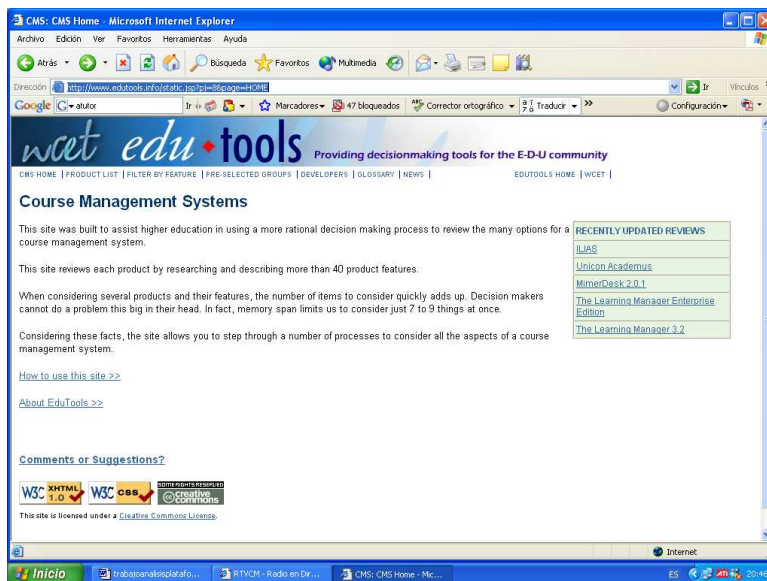 CMS: CMS Home - Microsoft Internet Explorer
Archivo Edición Ver Favoritos Herramientas Ayuda
Atrás Búsqueda Favoritos Multimedia
Dirección http://www.edutools.info/static.jsp?pj=8&page=HOME Ir Vínculos
Google G atutor Ir Marcadores 47 bloqueados Corrector ortográfico Traducir » Configuración
wcet edu tools Providing decisionmaking tools for the E-D-U community
CMS HOME | PRODUCT LIST | FILTER BY FEATURE | PRE-SELECTED GROUPS | DEVELOPERS | GLOSSARY | NEWS | EDUTOOLS HOME | WCET |
Course Management Systems
This site was built to assist higher education in using a more rational decision making process to review the many options for a
course management system.
This site reviews each product by researching and describing more than 40 product features.
When considering several products and their features, the number of items to consider quickly adds up. Decision makers
cannot do a problem this big in their head. In fact, memory span limits us to consider just 7 to 9 things at once.
Considering these facts, the site allows you to step through a number of processes to consider all the aspects of a course
management system.
How to use this site >>
About EduTools >>
RECENTLY UPDATED REVIEWS
ILIAS
Unicon Academus
MimerDesk 2.0.1
The Learning Manager Enterprise
Edition
The Learning Manager 3.2
Comments or Suggestions?
W3C XHTML 1.0 W3C CSS SOME RIGHTS RESERVED creative commons
This site is licensed under a Creative Commons License.
Internet
Inicio trabajoanalisisplatafo... RTVCM - Radio en Dir... CMS: CMS Home - Mic... ES ATI 20:46